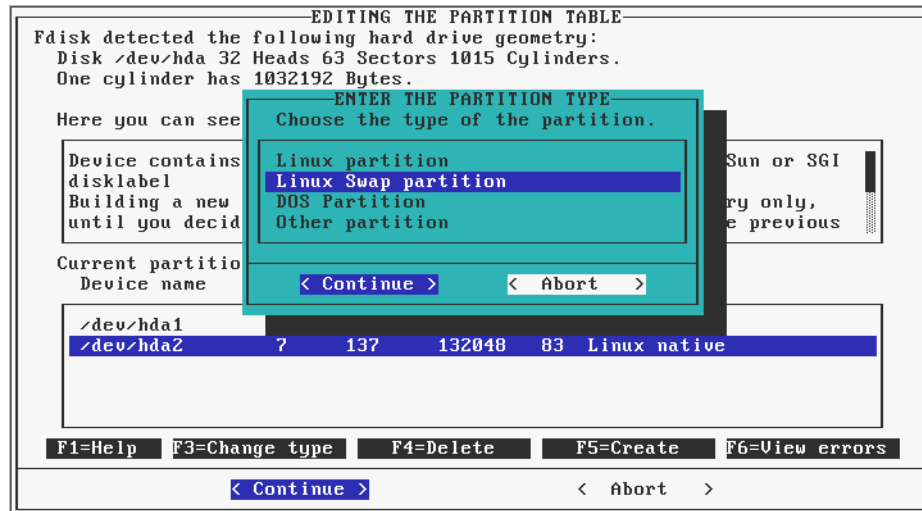 EDITING THE PARTITION TABLE
Fdisk detected the following hard drive geometry:
Disk /dev/hda 32 Heads 63 Sectors 1015 Cylinders.
One cylinder has 1032192 Bytes.
Here you can see
ENTER THE PARTITION TYPE
Choose the type of the partition.
Linux partition
Linux Swap partition
DOS Partition
Other partition
< Continue > < Abort >
Device contains Sun or SGI
disklabel
Building a new ry only,
until you decid e previous
Current partitio
Device name
/dev/hda1
/dev/hda2 7 137 132048 83 Linux native
F1=Help F3=Change type F4=Delete F5=Create F6=View errors
< Continue > < Abort >